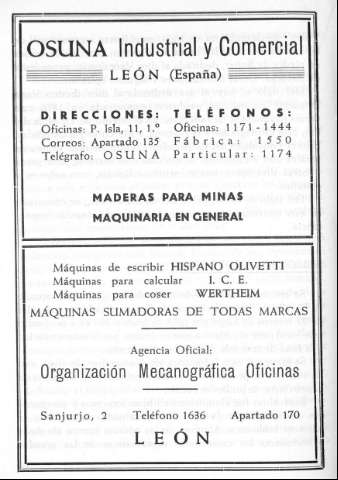 OSUNA Industrial y Comercial
LEÓN (España)
DIRECCIONES: TELÉFONOS:
Oficinas: P. Isla, 11, 1.º Oficinas: 1171-1444
Correos: Apartado 135 Fábrica: 1550
Telégrafo: OSUNA Particular: 1174
MADERAS PARA MINAS
MAQUINARIA EN GENERAL
Máquinas de escribir HISPANO OLIVETTI
Máquinas para calcular I. C. E.
Máquinas para coser WERTHEIM
MÁQUINAS SUMADORAS DE TODAS MARCAS
Agencia Oficial:
Organización Mecanográfica Oficinas
Sanjurjo, 2 Teléfono 1636 Apartado 170
LEÓN